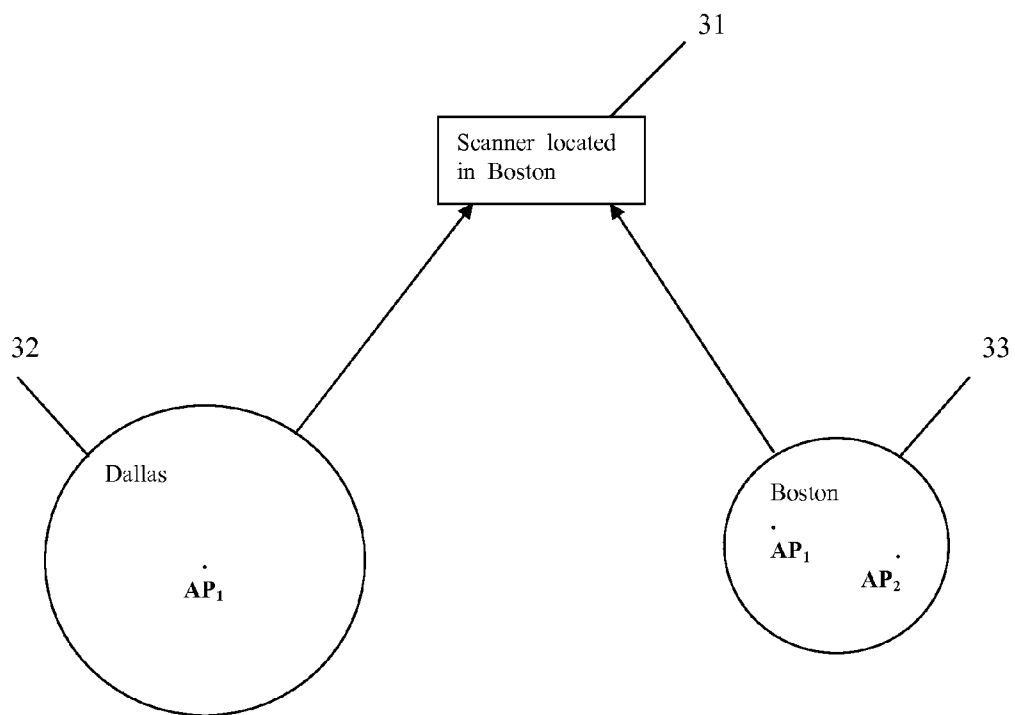 31
Scanner located
in Boston
32
33
Dallas
Boston
AP₁
AP₂
AP₁